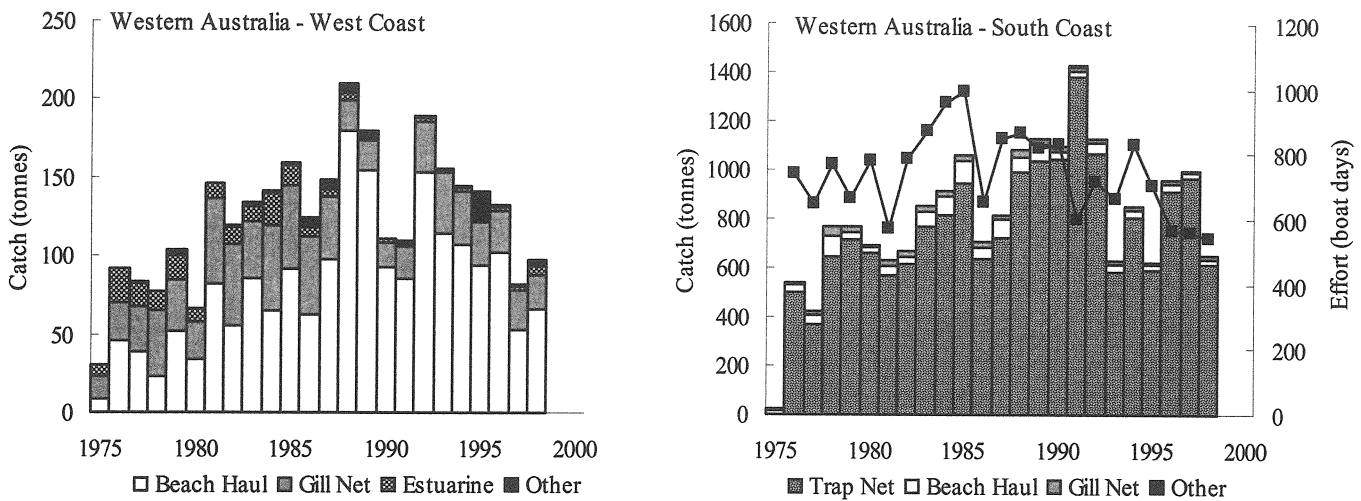 Western Australia - West Coast
Catch (tonnes)
250
200
150
100
50
0
1975 1980 1985 1990 1995 2000
Beach Haul Gill Net Estuarine Other
Western Australia - South Coast
Catch (tonnes)
1600
1400
1200
1000
800
600
400
200
0
1200
1000
800
600
400
200
0
Effort (boat days)
1975 1980 1985 1990 1995 2000
Trap Net Beach Haul Gill Net Other